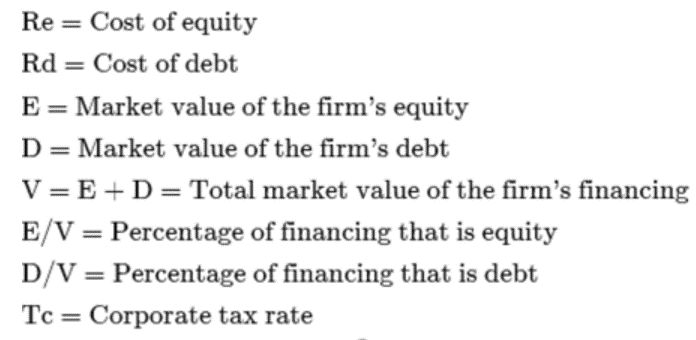 Re = Cost of equity
Rd = Cost of debt
E = Market value of the firm's equity
D = Market value of the firm's debt
V = E + D = Total market value of the firm's financing
E/V = Percentage of financing that is equity
D/V = Percentage of financing that is debt
Tc = Corporate tax rate